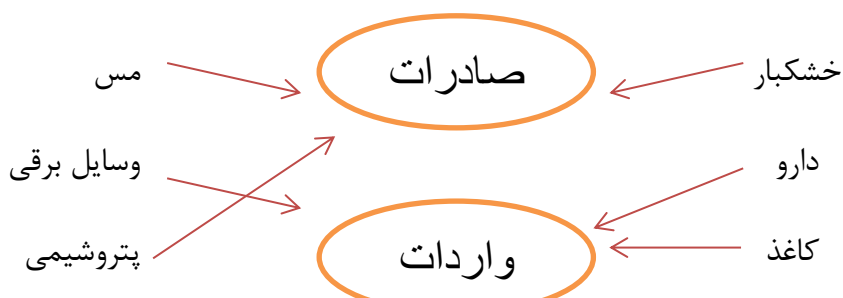 خشکبار
صادرات
مس
دارو
وسایل برقی
کاغذ
واردات
پتروشیمی